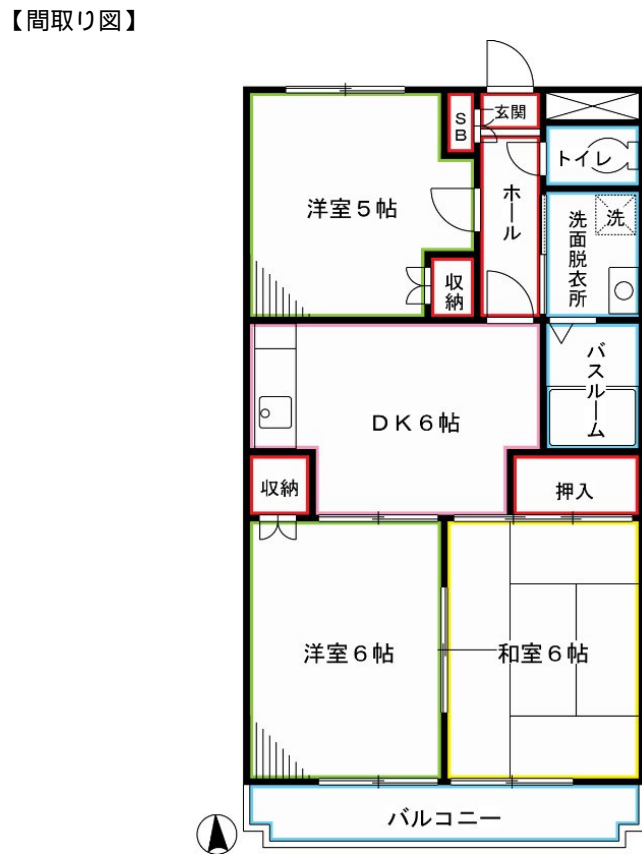 【間取り図】
SB
玄関
トイレ
洋室5帖
ホール
洗
洗面脱衣所
収納
バスルーム
DK6帖
収納
押入
洋室6帖
和室6帖
バルコニー